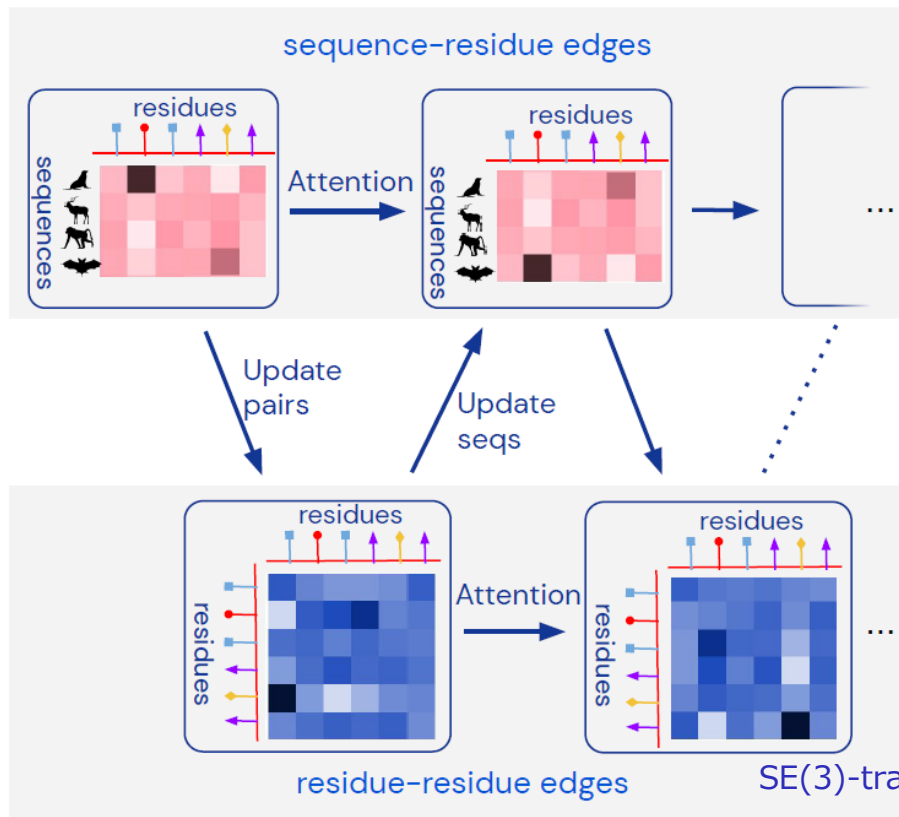 sequence-residue edges
residues
sequences
Attention
residues
sequences
...
Update
pairs
Update
seqs
residues
residues
Attention
residues
residues
...
residue-residue edges
SE(3)-tra